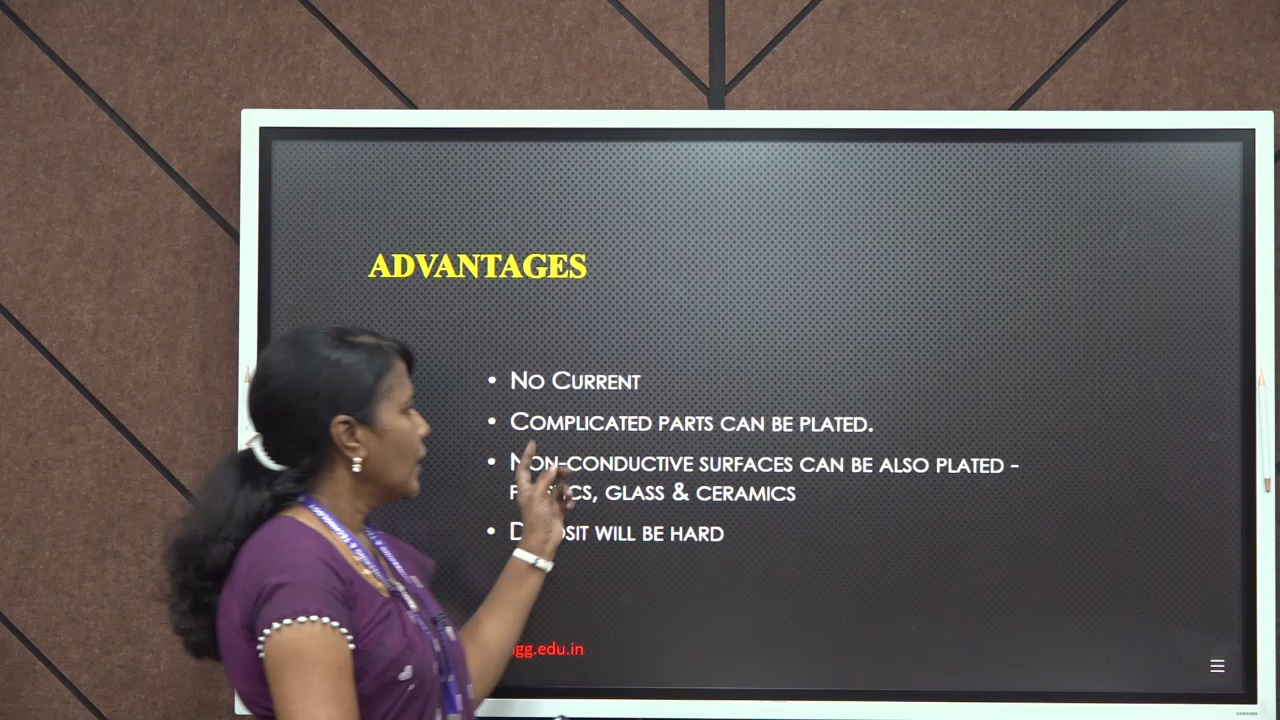 ADVANTAGES
• No Current
• Complicated parts can be plated.
• Non-conductive surfaces can be also plated -
glass & ceramics
• will be hard
gg.edu.in
SAMSUNG